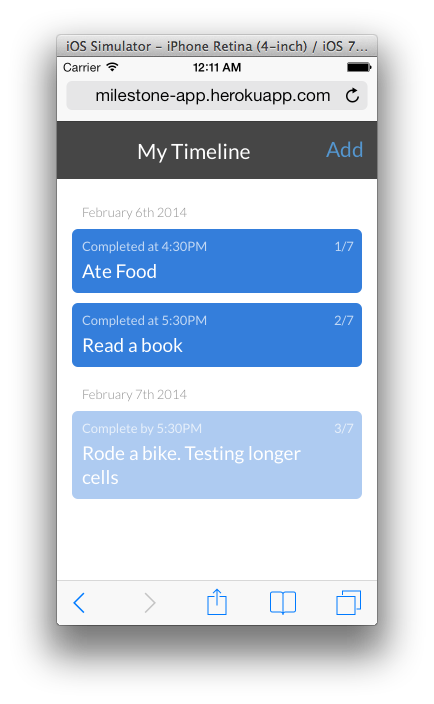 iOS Simulator – iPhone Retina (4-inch) / iOS 7...
Carrier 12:11 AM
milestone-app.herokuapp.com
My Timeline Add
February 6th 2014
Completed at 4:30PM 1/7
Ate Food
Completed at 5:30PM 2/7
Read a book
February 7th 2014
Complete by 5:30PM 3/7
Rode a bike. Testing longer
cells